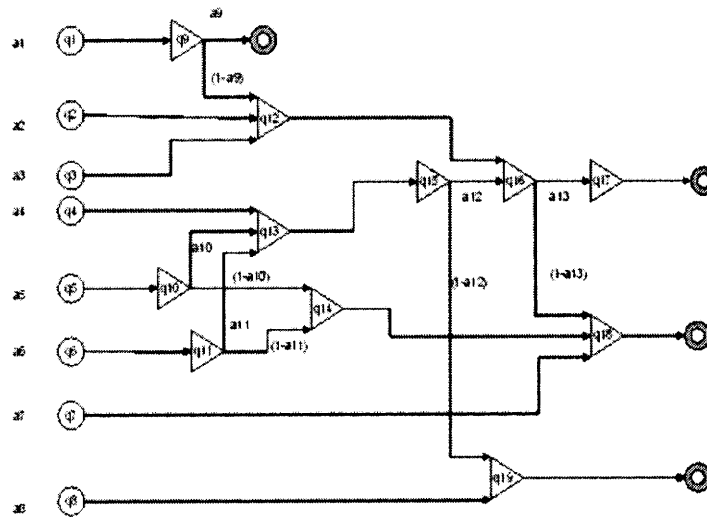 a9
a1 q1 q9
(1-a9)
a2 q2 q12
a3 q3
q15 a12 q16 a13 q17
a4 q4 q13
a10
(1-a10) (1-a12) (1-a13)
a5 q5 q10 q14
a11 q18
a6 q6 q11 (1-a11)
a7 q7
q19
a8 q8